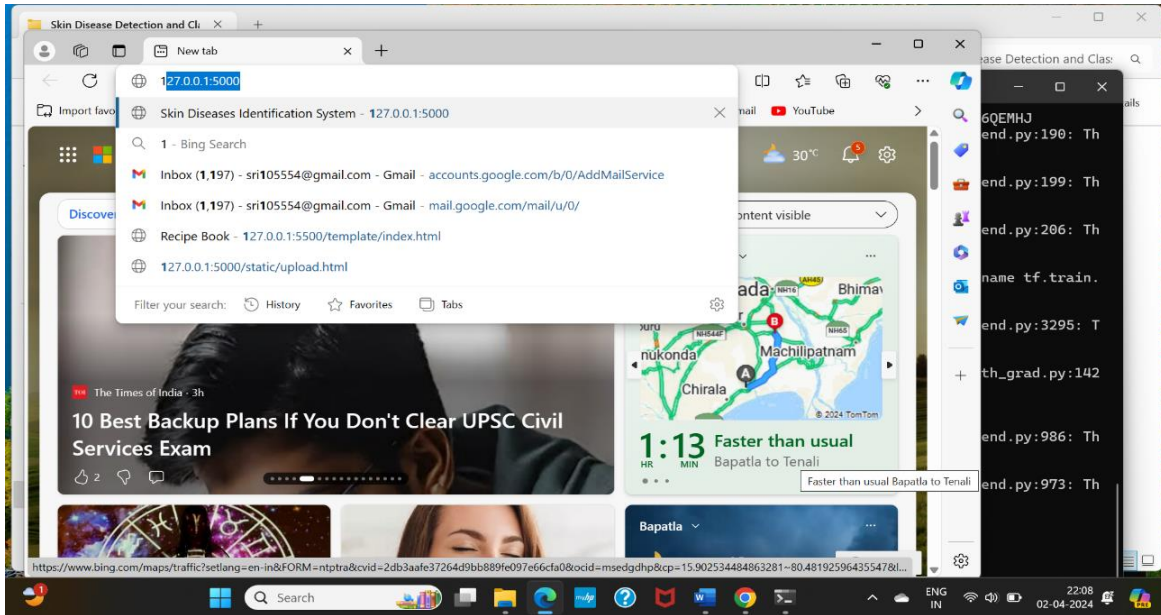 Skin Disease Detection and Cl
New tab
ease Detection and Clas
127.0.0.1:5000
Import favo
mail
YouTube
ails
Skin Diseases Identification System - 127.0.0.1:5000
1 - Bing Search
Inbox (1,197) - sri105554@gmail.com - Gmail - accounts.google.com/b/0/AddMailService
Inbox (1,197) - sri105554@gmail.com - Gmail - mail.google.com/mail/u/0/
Recipe Book - 127.0.0.1:5500/template/index.html
127.0.0.1:5000/static/upload.html
Filter your search:
History
Favorites
Tabs
30°C
5
Discove
ontent visible
6QEMHJ
end.py:190: Th
end.py:199: Th
end.py:206: Th
name tf.train.
end.py:3295: T
th_grad.py:142
end.py:986: Th
end.py:973: Th
ada
NH16
(AH45)
Bhimav
NH544F
NH65
nukonda
Machilipatnam
B
A
Chirala
© 2024 TomTom
1:13
HR MIN
Faster than usual
Bapatla to Tenali
Faster than usual Bapatla to Tenali
The Times of India · 3h
10 Best Backup Plans If You Don't Clear UPSC Civil
Services Exam
2
Bapatla
https://www.bing.com/maps/traffic?setlang=en-in&FORM=ntptra&cvid=2db3aafe37264d9bb889fe097e66cfa0&ocid=msedgdhp&cp=15.902534484863281~80.48192596435547&l...
Search
ENG
IN
22:08
02-04-2024